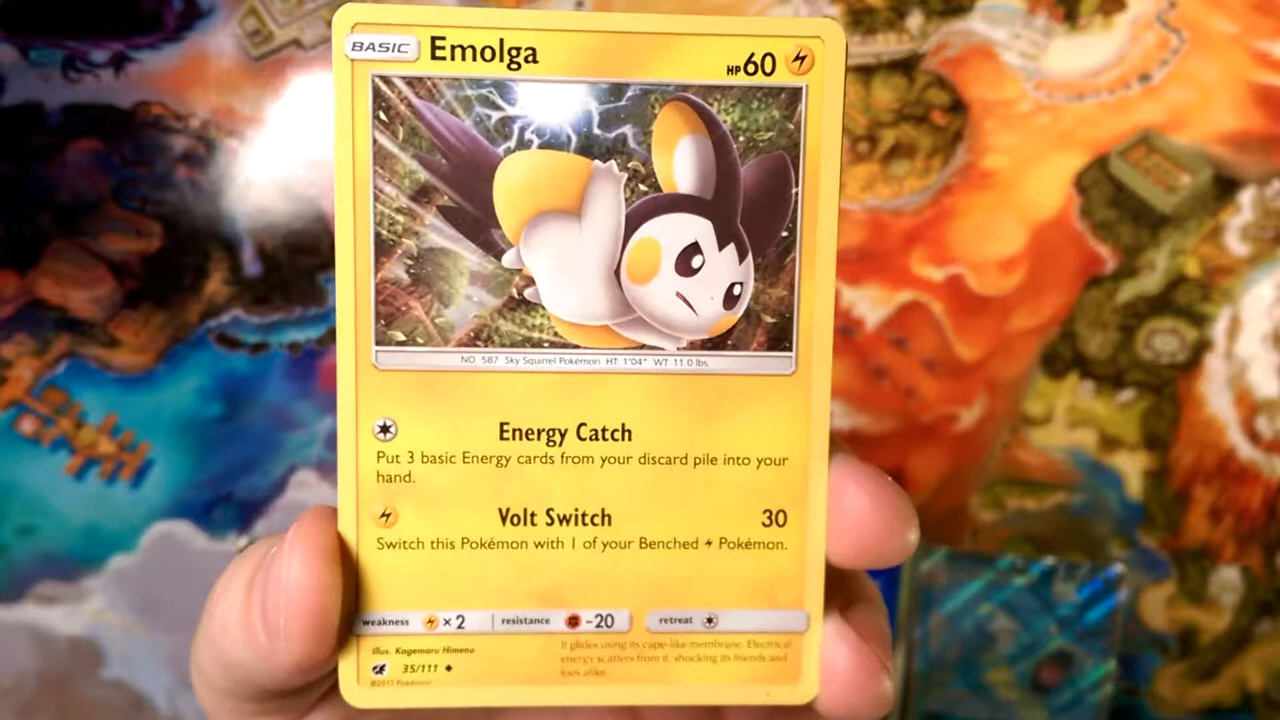 BASIC Emolga HP60
NO. 587 Sky Squirrel Pokémon HT: 1'04" WT: 11.0 lbs.
Energy Catch
Put 3 basic Energy cards from your discard pile into your
hand.
Volt Switch 30
Switch this Pokémon with 1 of your Benched Pokémon.
weakness ×2 resistance -20 retreat
Illus. Kagemaru Himeno
35/111
©2017 Pokémon
It glides using its cape-like membrane. Electrical
energy scatters from it, shocking its friends and
foes alike.